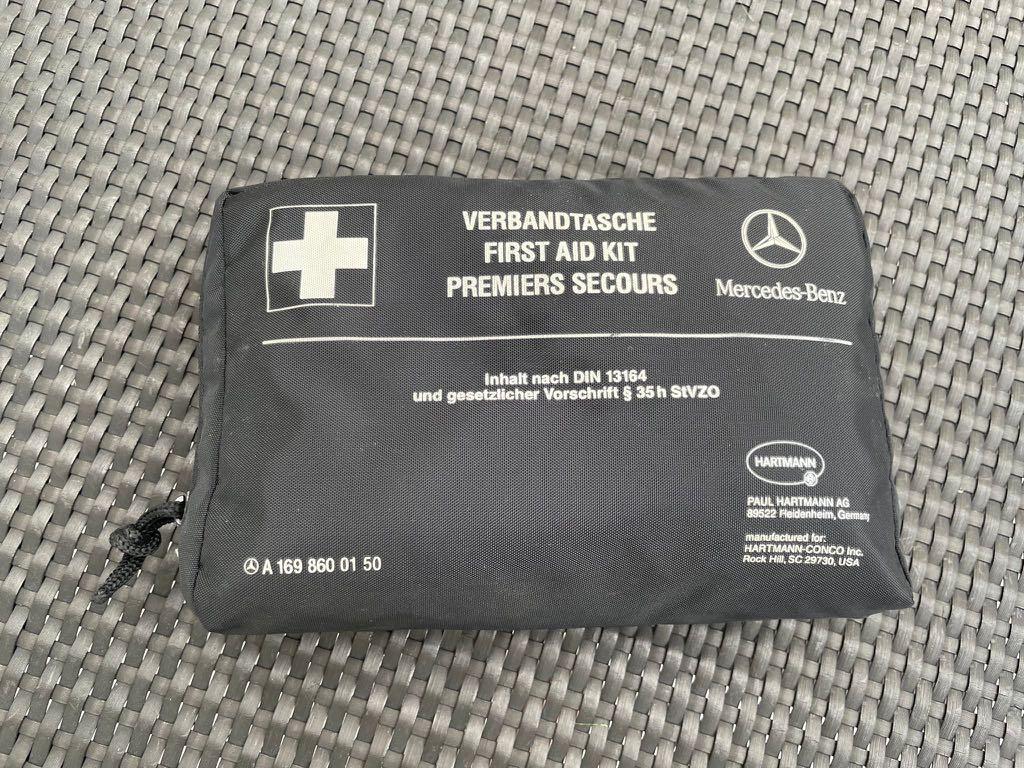 VERBANDTASCHE
FIRST AID KIT
PREMIERS SECOURS
Mercedes-Benz
Inhalt nach DIN 13164
und gesetzlicher Vorschrift § 35h StVZO
HARTMANN
PAUL HARTMANN AG
89522 Heidenheim, Germany
manufactured for:
HARTMANN-CONCO Inc.
Rock Hill, SC 29730, USA
A 169 860 01 50